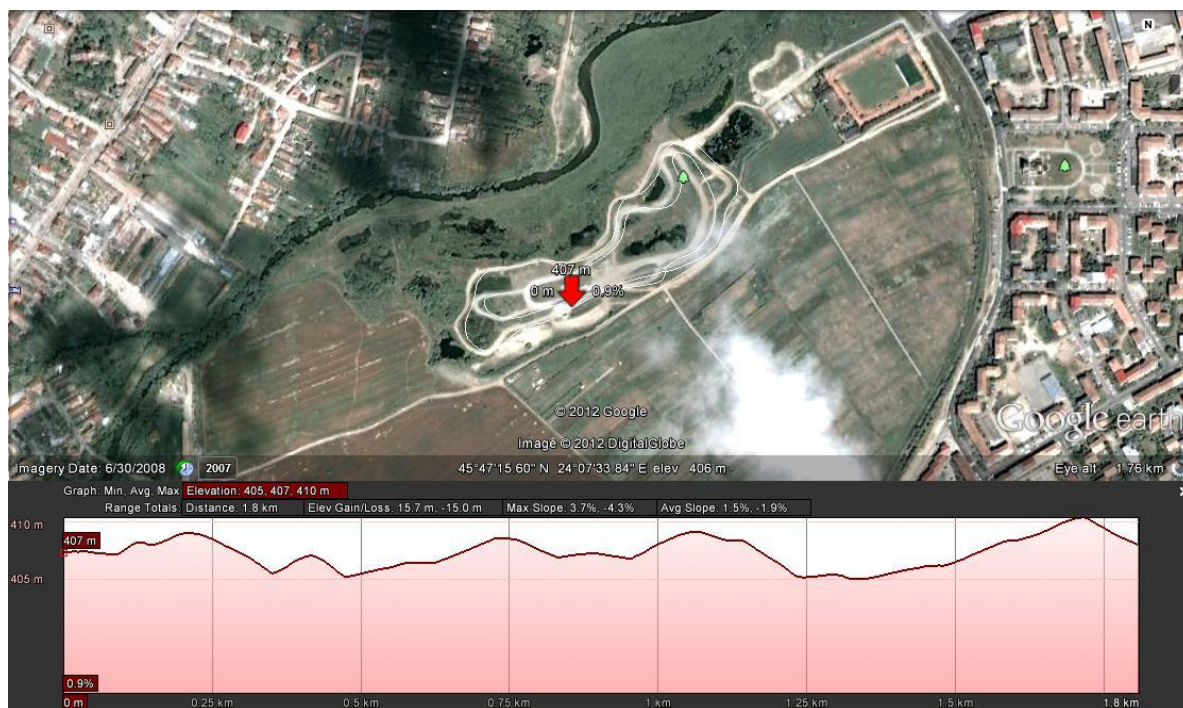 N
407 m
0 m 0,9%
© 2012 Google
Image © 2012 DigitalGlobe
Google earth
Imagery Date: 6/30/2008 2007 45°47'15 60" N 24°07'33 84" E elev 406 m Eye alt 1,76 km
Graph: Min, Avg, Max Elevation: 405, 407, 410 m
Range Totals: Distance: 1.8 km Elev Gain/Loss: 15.7 m, -15.0 m Max Slope: 3.7%, -4.3% Avg Slope: 1.5%, -1.9%
410 m
407 m
405 m
0.9%
0 m 0.25 km 0.5 km 0.75 km 1 km 1.25 km 1.5 km 1.8 km